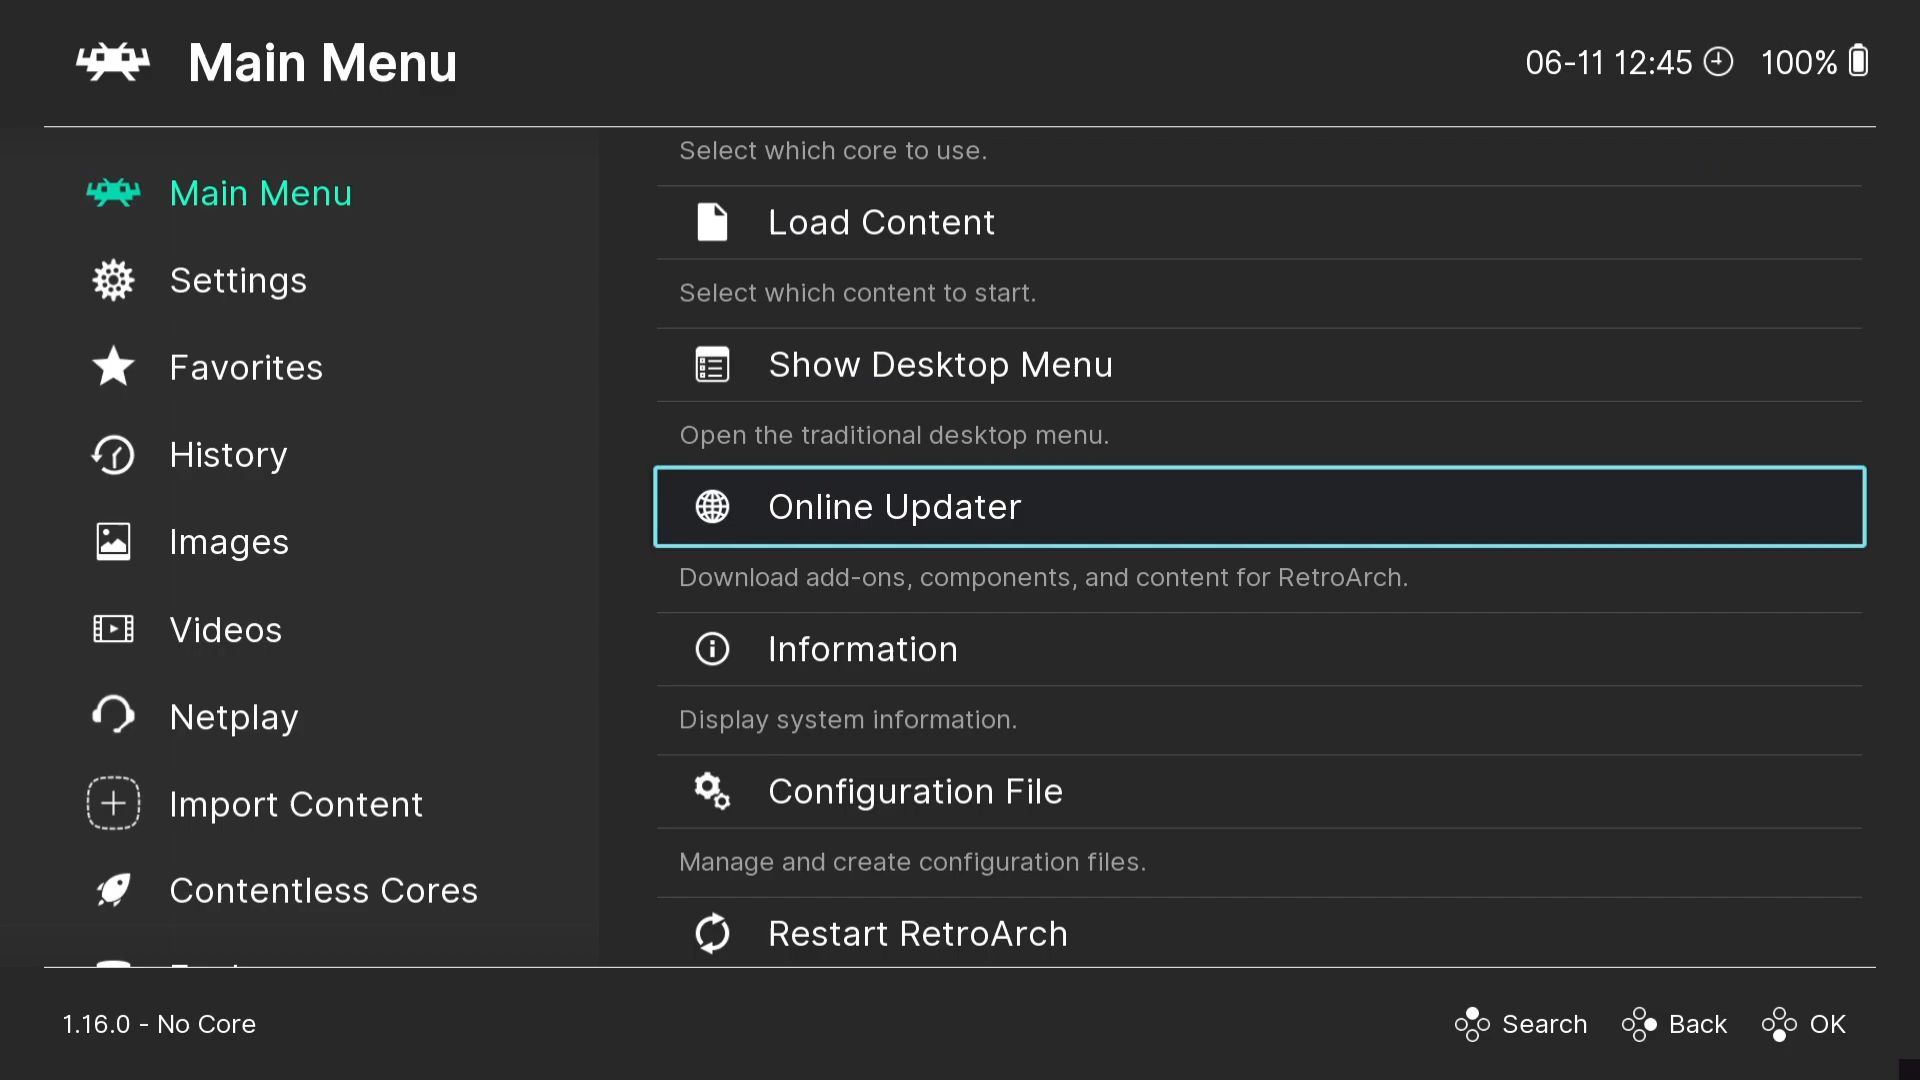 Main Menu
06-11 12:45
100%
Main Menu
Settings
Favorites
History
Images
Videos
Netplay
Import Content
Contentless Cores
Select which core to use.
Load Content
Select which content to start.
Show Desktop Menu
Open the traditional desktop menu.
Online Updater
Download add-ons, components, and content for RetroArch.
Information
Display system information.
Configuration File
Manage and create configuration files.
Restart RetroArch
1.16.0 - No Core
Search
Back
OK